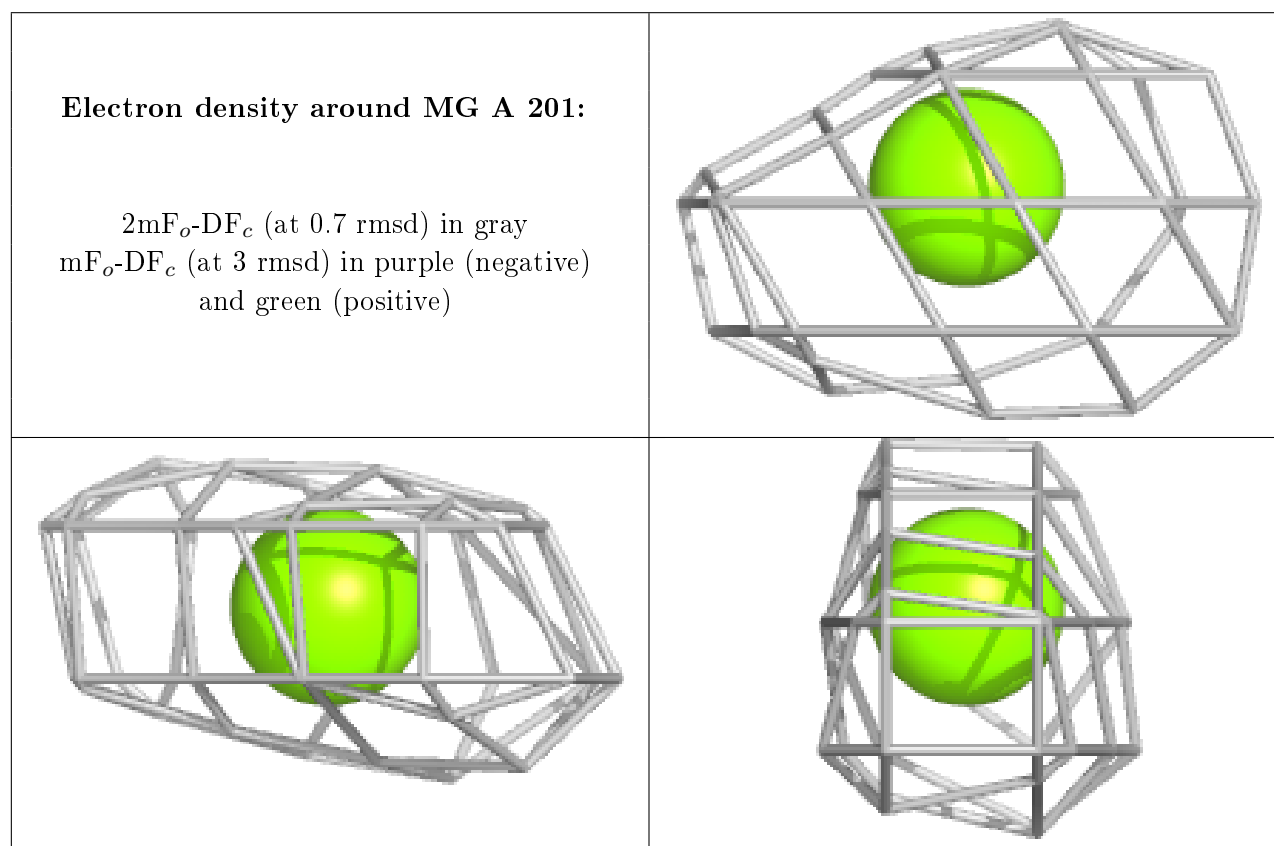 Electron density around MG A 201:
2mFo-DFc (at 0.7 rmsd) in gray
mFo-DFc (at 3 rmsd) in purple (negative)
and green (positive)